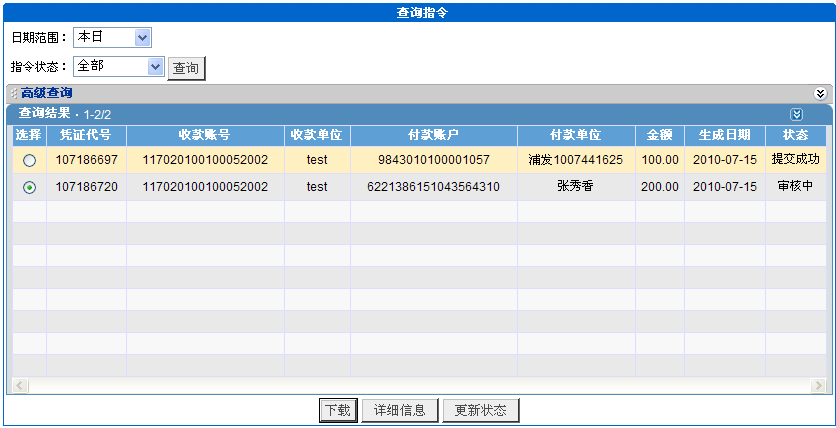 查询指令
日期范围： 本日
指令状态： 全部 查询
高级查询
查询结果 · 1-2/2
选择 凭证代号 收款账号 收款单位 付款账户 付款单位 金额 生成日期 状态
107186697 117020100100052002 test 9843010100001057 浦发1007441625 100.00 2010-07-15 提交成功
107186720 117020100100052002 test 6221386151043564310 张秀香 200.00 2010-07-15 审核中
下载 详细信息 更新状态